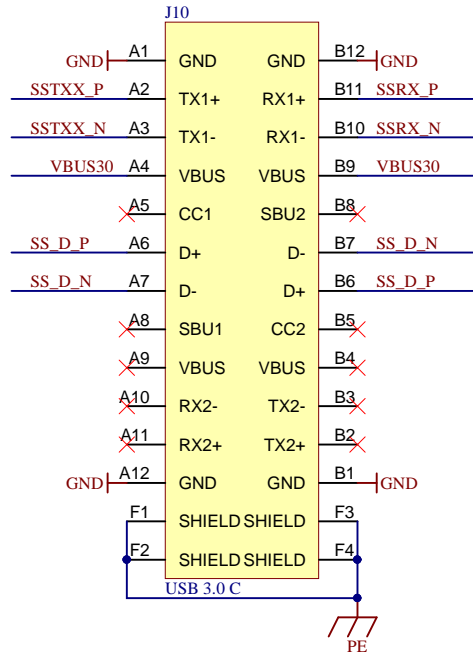 J10
GND A1 GND GND B12 GND
SSTXX_P A2 TX1+ RX1+ B11 SSRX_P
SSTXX_N A3 TX1- RX1- B10 SSRX_N
VBUS30 A4 VBUS VBUS B9 VBUS30
A5 CC1 SBU2 B8
SS_D_P A6 D+ D- B7 SS_D_N
SS_D_N A7 D- D+ B6 SS_D_P
A8 SBU1 CC2 B5
A9 VBUS VBUS B4
A10 RX2- TX2- B3
A11 RX2+ TX2+ B2
GND A12 GND GND B1 GND
F1 SHIELD SHIELD F3
F2 SHIELD SHIELD F4
USB 3.0 C
PE